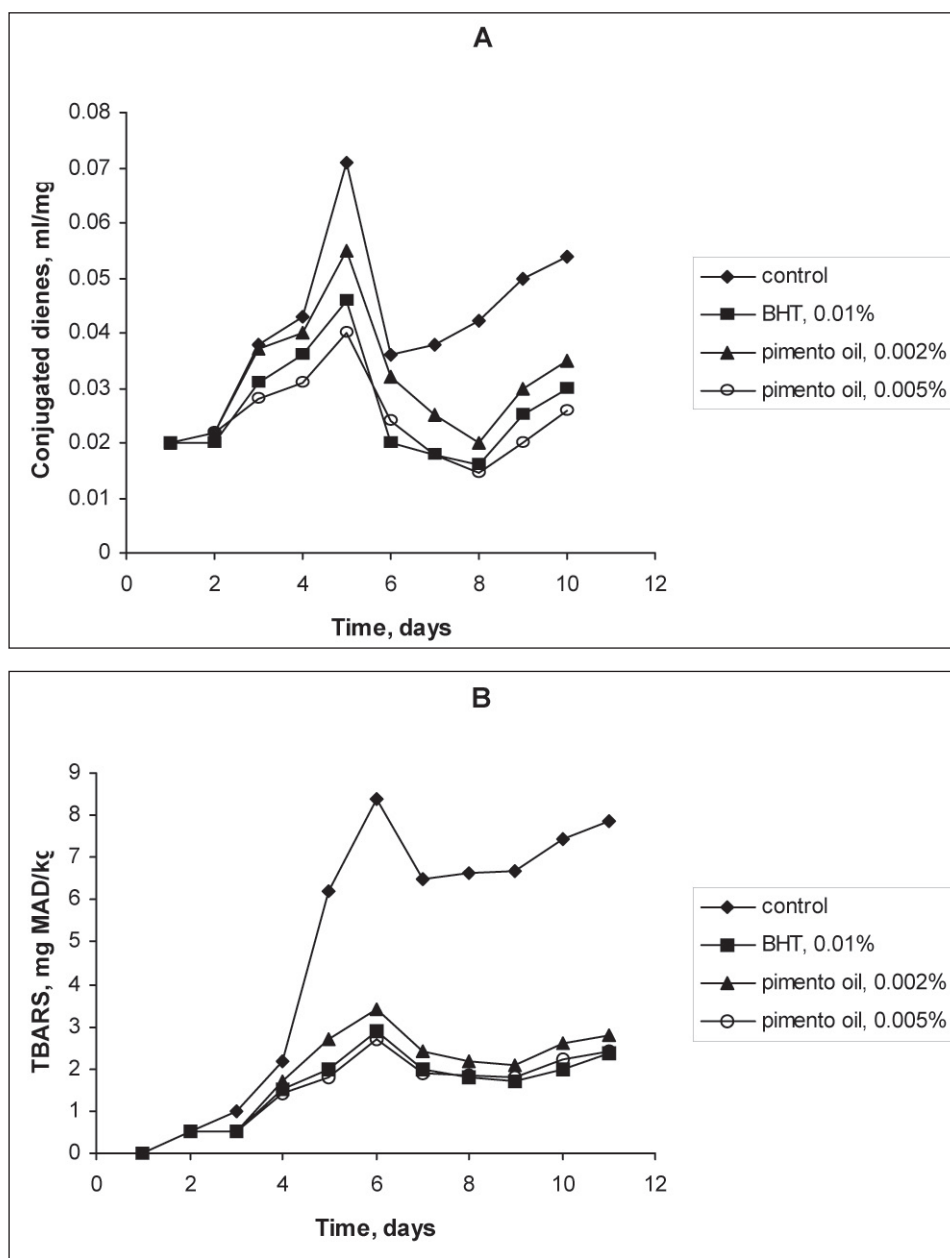 A
0.08
0.07
0.06
0.05
0.04
0.03
0.02
0.01
0
Conjugated dienes, ml/mg
0 2 4 6 8 10 12
Time, days
control
BHT, 0.01%
pimento oil, 0.002%
pimento oil, 0.005%
B
9
8
7
6
5
4
3
2
1
0
TBARS, mg MAD/kg
0 2 4 6 8 10 12
Time, days
control
BHT, 0.01%
pimento oil, 0.002%
pimento oil, 0.005%